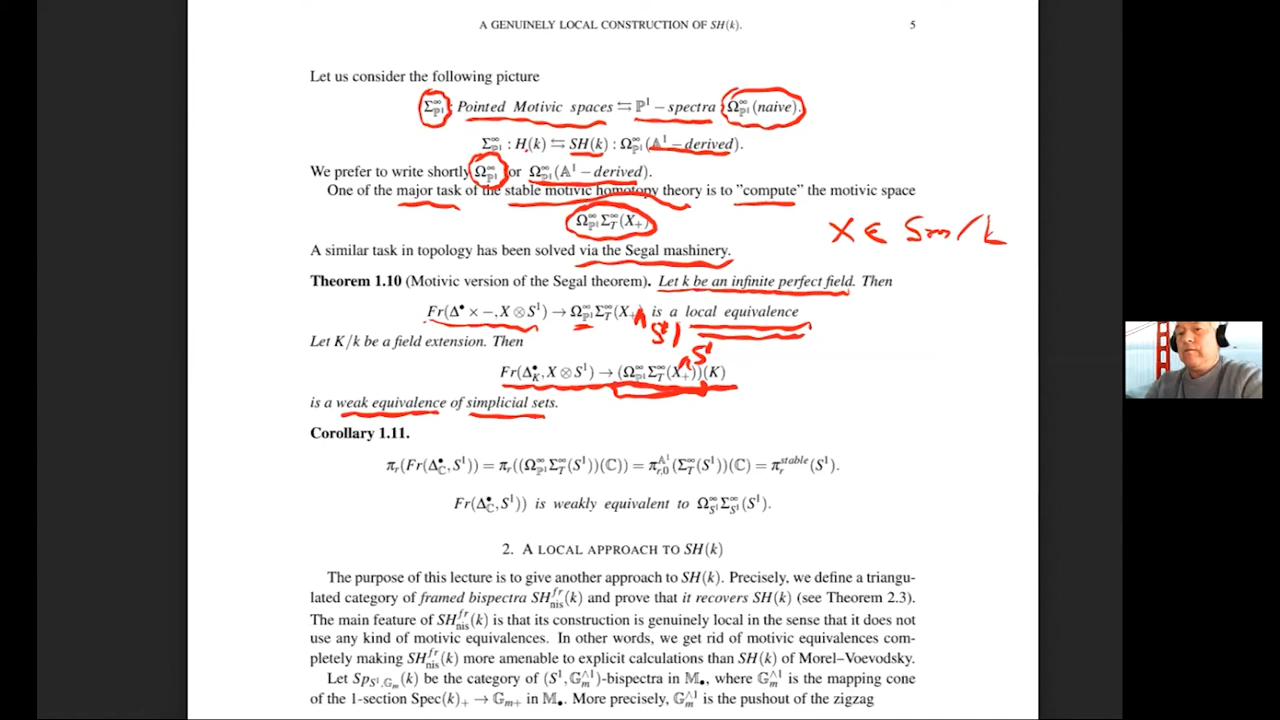 A GENUINELY LOCAL CONSTRUCTION OF SH(k). 5
Let us consider the following picture
Σ^∞_{ℙ^1} : Pointed Motivic spaces ⇆ ℙ^1 − spectra : Ω^∞_{ℙ^1}(naive).
Σ^∞_{ℙ^1} : H(k) ⇆ SH(k) : Ω^∞_{ℙ^1}(𝔸^1 − derived).
We prefer to write shortly Ω^∞_{ℙ^1} for Ω^∞_{ℙ^1}(𝔸^1 − derived).
One of the major task of the stable motivic homotopy theory is to "compute" the motivic space
Ω^∞_{ℙ^1}Σ^∞_T(X_+)
X ∈ Sm/k
A similar task in topology has been solved via the Segal mashinery.
Theorem 1.10 (Motivic version of the Segal theorem). Let k be an infinite perfect field. Then
Fr(Δ^• × −, X ⊗ S^1) → Ω^∞_{ℙ^1}Σ^∞_T(X_+ ∧ S^1) is a local equivalence
Let K/k be a field extension. Then
Fr(Δ^•_K, X ⊗ S^1) → (Ω^∞_{ℙ^1}Σ^∞_T(X_+ ∧ S^1))(K)
is a weak equivalence of simplicial sets.
Corollary 1.11.
π_r(Fr(Δ^•_ℂ, S^1)) = π_r((Ω^∞_{ℙ^1}Σ^∞_T(S^1))(ℂ)) = π^{𝔸^1}_{r,0}(Σ^∞_T(S^1))(ℂ) = π^{stable}_r(S^1).
Fr(Δ^•_ℂ, S^1)) is weakly equivalent to Ω^∞_{S^1}Σ^∞_{S^1}(S^1).
2. A LOCAL APPROACH TO SH(k)
The purpose of this lecture is to give another approach to SH(k). Precisely, we define a triangu-
lated category of framed bispectra SH^{fr}_{nis}(k) and prove that it recovers SH(k) (see Theorem 2.3).
The main feature of SH^{fr}_{nis}(k) is that its construction is genuinely local in the sense that it does not
use any kind of motivic equivalences. In other words, we get rid of motivic equivalences com-
pletely making SH^{fr}_{nis}(k) more amenable to explicit calculations than SH(k) of Morel–Voevodsky.
Let Sp_{S^1,𝔾_m}(k) be the category of (S^1, 𝔾^{∧1}_m)-bispectra in 𝕄_•, where 𝔾^{∧1}_m is the mapping cone
of the 1-section Spec(k)_+ → 𝔾_{m+} in 𝕄_•. More precisely, 𝔾^{∧1}_m is the pushout of the zigzag